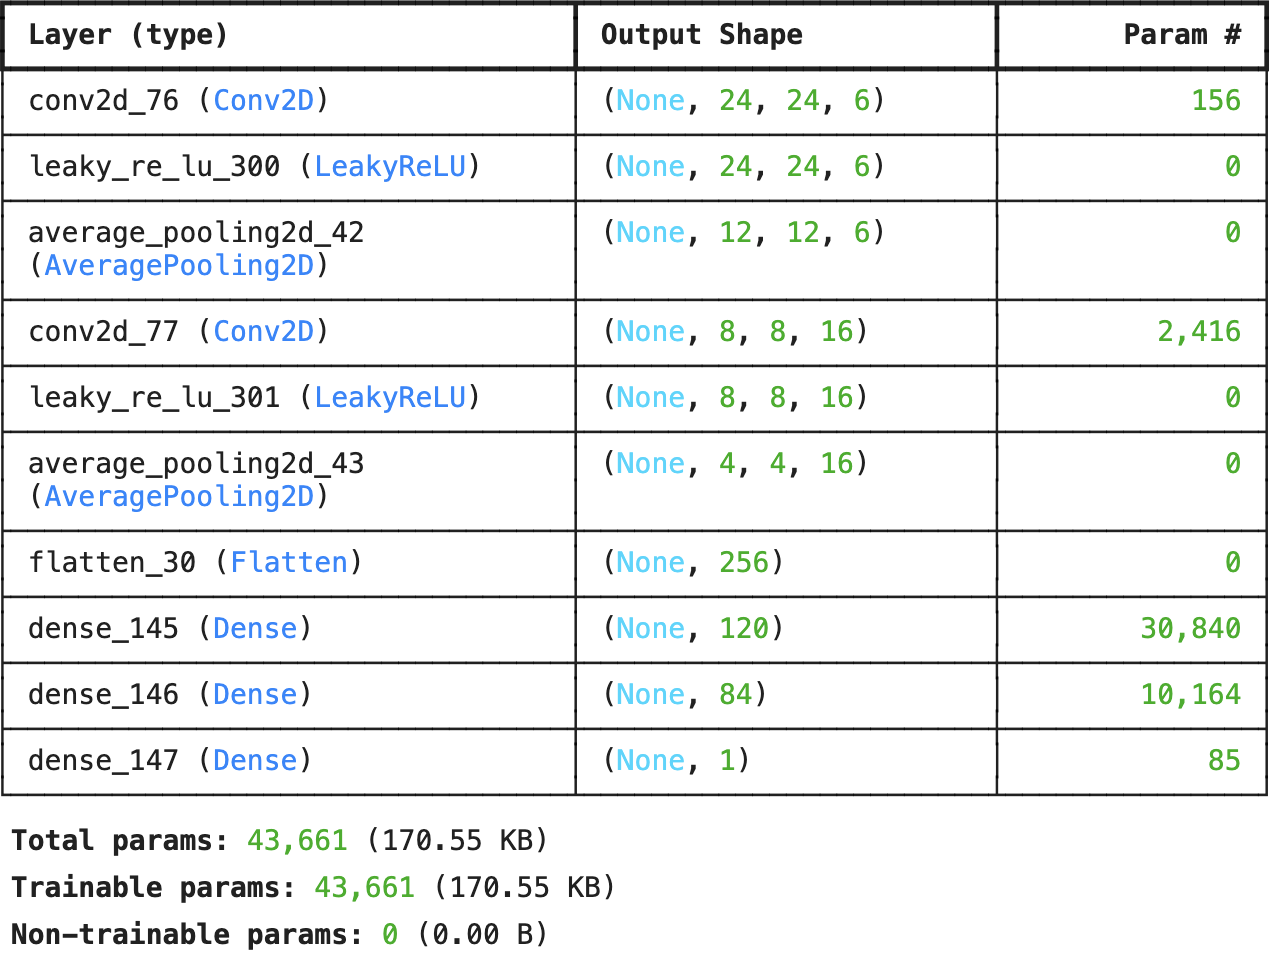 Layer (type) Output Shape Param #
conv2d_76 (Conv2D) (None, 24, 24, 6) 156
leaky_re_lu_300 (LeakyReLU) (None, 24, 24, 6) 0
average_pooling2d_42 (None, 12, 12, 6) 0
(AveragePooling2D)
conv2d_77 (Conv2D) (None, 8, 8, 16) 2,416
leaky_re_lu_301 (LeakyReLU) (None, 8, 8, 16) 0
average_pooling2d_43 (None, 4, 4, 16) 0
(AveragePooling2D)
flatten_30 (Flatten) (None, 256) 0
dense_145 (Dense) (None, 120) 30,840
dense_146 (Dense) (None, 84) 10,164
dense_147 (Dense) (None, 1) 85
Total params: 43,661 (170.55 KB)
Trainable params: 43,661 (170.55 KB)
Non-trainable params: 0 (0.00 B)